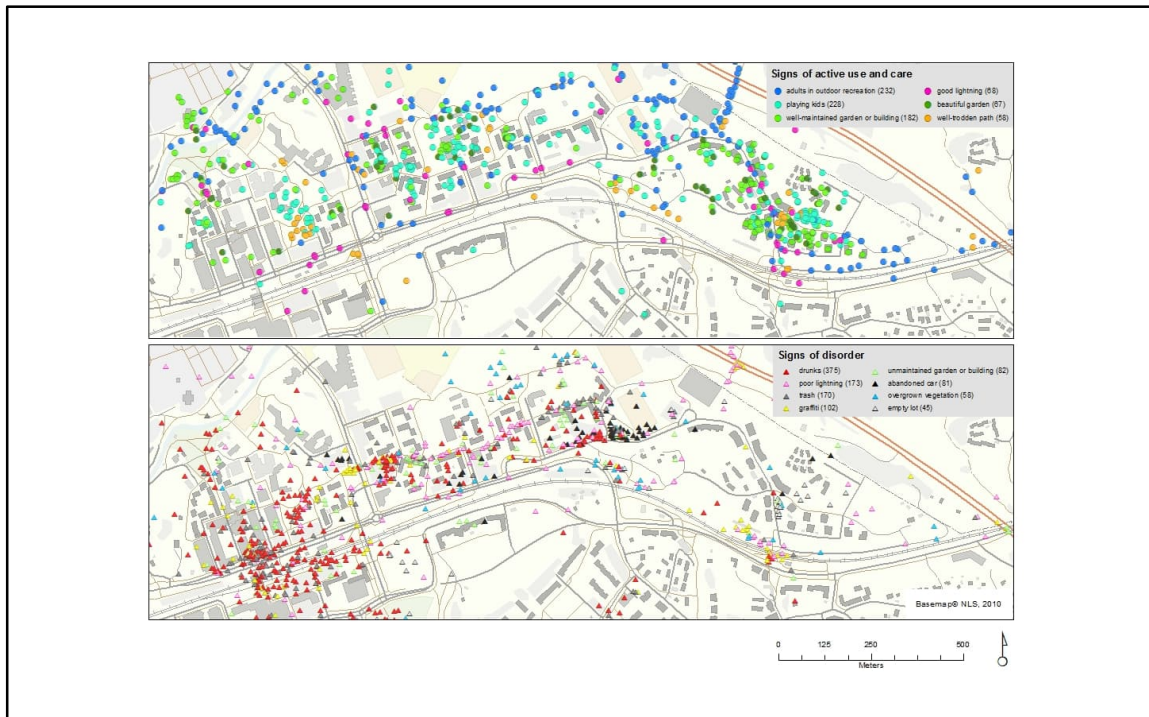 Signs of active use and care
adults in outdoor recreation (232)
good lightning (68)
playing kids (228)
beautiful garden (67)
well-maintained garden or building (182)
well-trodden path (58)
Signs of disorder
drunks (375)
unmaintained garden or building (82)
poor lightning (173)
abandoned car (81)
trash (170)
overgrown vegetation (58)
graffiti (102)
empty lot (45)
Basemap© NLS, 2010
0 125 250 500
Meters